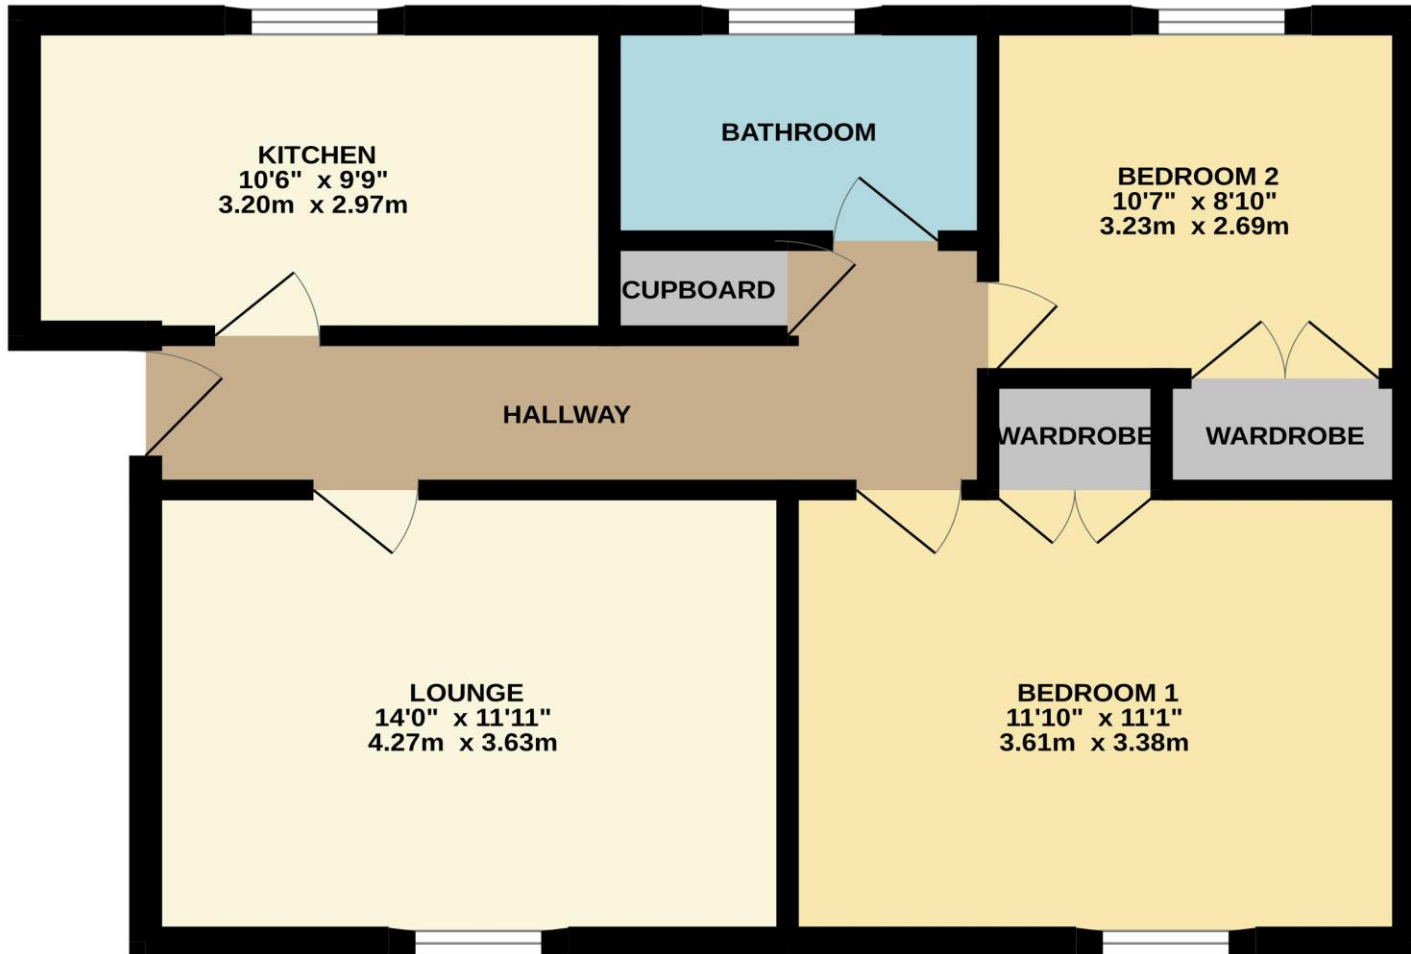 KITCHEN
10'6" x 9'9"
3.20m x 2.97m
BATHROOM
BEDROOM 2
10'7" x 8'10"
3.23m x 2.69m
CUPBOARD
HALLWAY
WARDROBE
WARDROBE
LOUNGE
14'0" x 11'11"
4.27m x 3.63m
BEDROOM 1
11'10" x 11'1"
3.61m x 3.38m